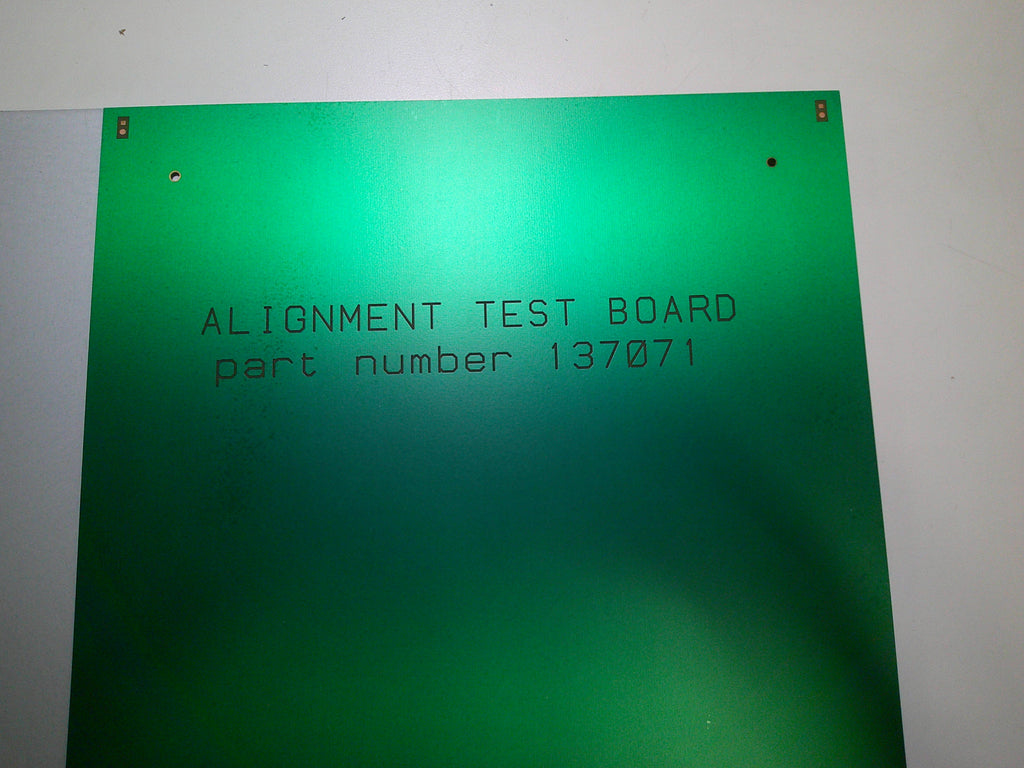 ALIGNMENT TEST BOARD
part number 137071